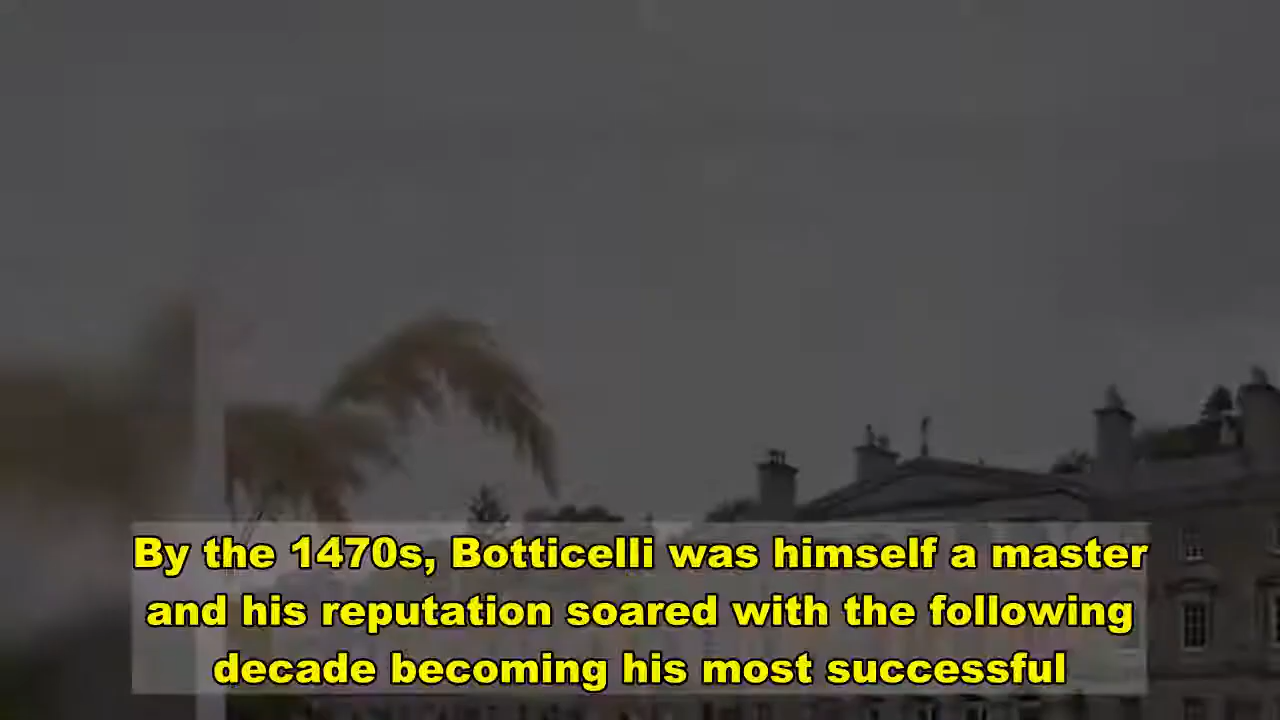 By the 1470s, Botticelli was himself a master
and his reputation soared with the following
decade becoming his most successful